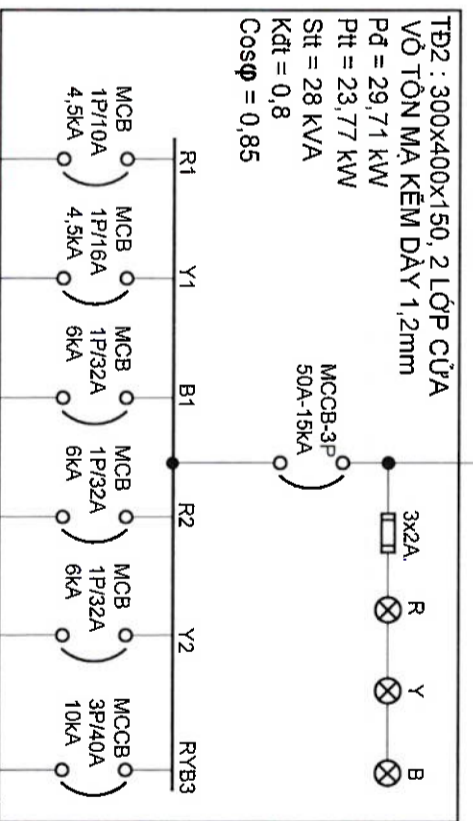 TĐ2 : 300x400x150, 2 LỚP CỬA
VỎ TÔN MẠ KẼM DÀY 1,2mm
Pđ = 29,71 kW
Ptt = 23,77 kW
Stt = 28 kVA
Kđt = 0,8
Cosφ = 0,85
3x2A.
R
Y
B
MCCB-3P
50A-15kA
R1
Y1
B1
R2
Y2
RYB3
MCB
1P/10A
4,5kA
MCB
1P/16A
4,5kA
MCB
1P/32A
6kA
MCB
1P/32A
6kA
MCB
1P/32A
6kA
MCCB
3P/40A
10kA